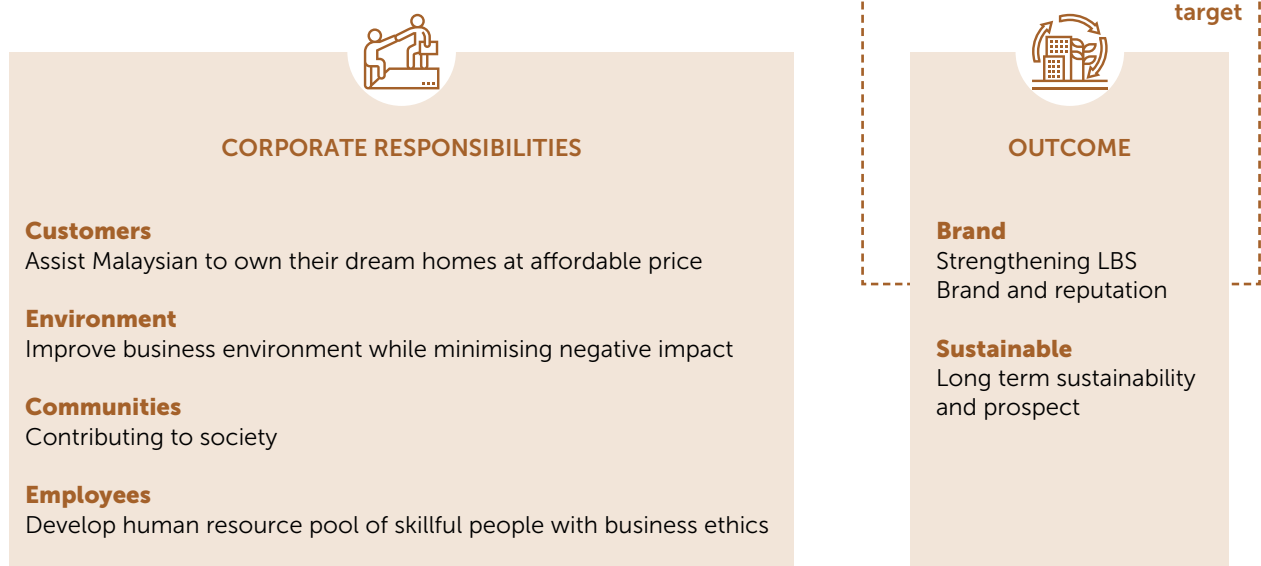 target
CORPORATE RESPONSIBILITIES
Customers
Assist Malaysian to own their dream homes at affordable price
Environment
Improve business environment while minimising negative impact
Communities
Contributing to society
Employees
Develop human resource pool of skillful people with business ethics
OUTCOME
Brand
Strengthening LBS
Brand and reputation
Sustainable
Long term sustainability
and prospect